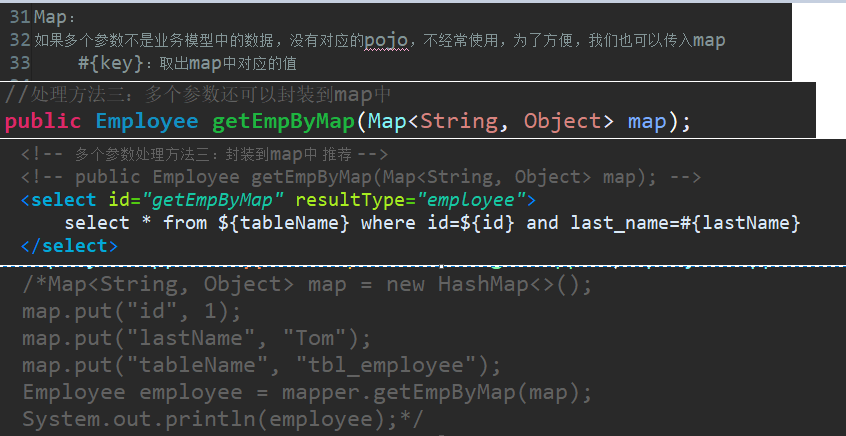 31 Map：
32 如果多个参数不是业务模型中的数据，没有对应的pojo，不经常使用，为了方便，我们也可以传入map
33 #{key}：取出map中对应的值
//处理方法三：多个参数还可以封装到map中
public Employee getEmpByMap(Map<String, Object> map);
<!-- 多个参数处理方法三：封装到map中 推荐 -->
<!-- public Employee getEmpByMap(Map<String, Object> map); -->
<select id="getEmpByMap" resultType="employee">
select * from ${tableName} where id=${id} and last_name=#{lastName}
</select>
/*Map<String, Object> map = new HashMap<>();
map.put("id", 1);
map.put("lastName", "Tom");
map.put("tableName", "tbl_employee");
Employee employee = mapper.getEmpByMap(map);
System.out.println(employee);*/